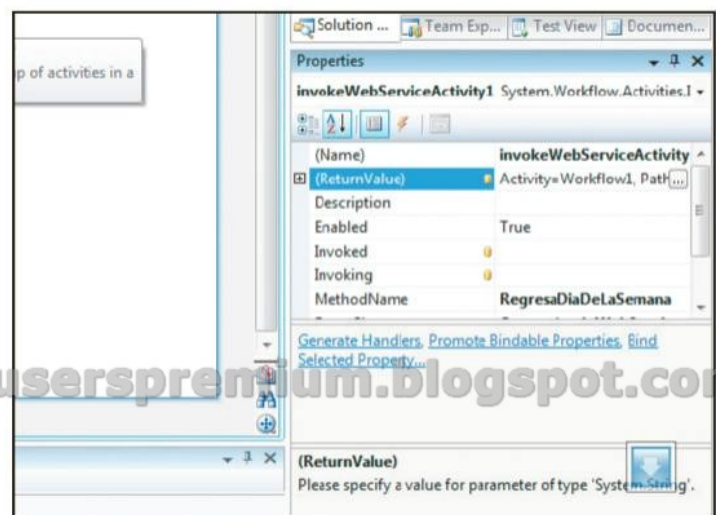 Solution ... Team Exp... Test View Documen...
p of activities in a
Properties
invokeWebServiceActivity1 System.Workflow.Activities.I
(Name) invokeWebServiceActivity
(ReturnValue) Activity=Workflow1, Path ...
Description
Enabled True
Invoked
Invoking
MethodName RegresaDiaDeLaSemana
Generate Handlers, Promote Bindable Properties, Bind
Selected Property...
userspremium.blogspot.com
(ReturnValue)
Please specify a value for parameter of type 'System.String'.